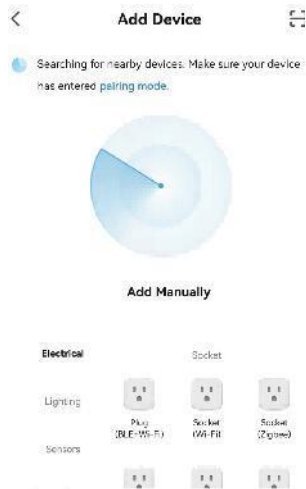 Add Device
Searching for nearby devices. Make sure your device
has entered pairing mode.
Add Manually
Electrical
Socket
Lighting
Plug
(BLE+Wi-Fi)
Socket
(Wi-Fi)
Socket
(Zigbee)
Sensors